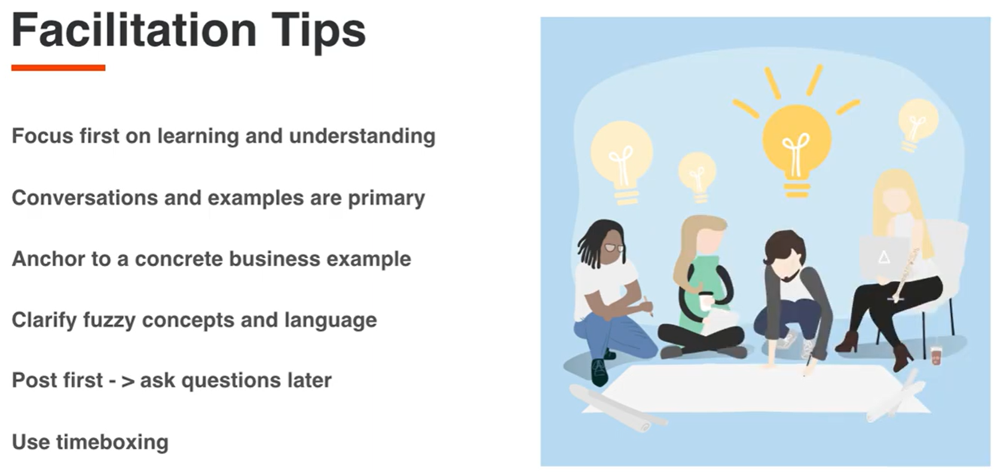 Facilitation Tips
Focus first on learning and understanding
Conversations and examples are primary
Anchor to a concrete business example
Clarify fuzzy concepts and language
Post first - > ask questions later
Use timeboxing